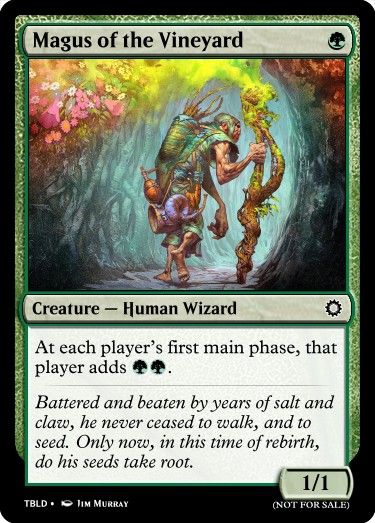 Magus of the Vineyard
Creature — Human Wizard
At each player's first main phase, that
player adds
Battered and beaten by years of salt and
claw, he never ceased to walk, and to
seed. Only now, in this time of rebirth,
do his seeds take root.
1/1
TBLD • Jim Murray
(NOT FOR SALE)